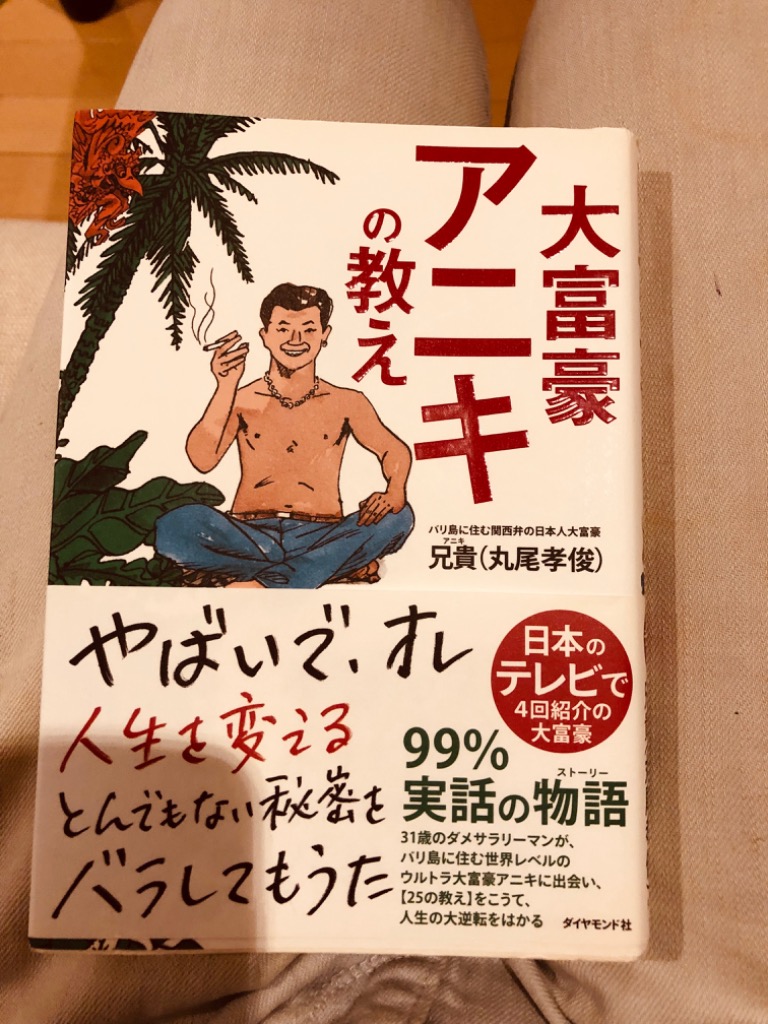 大富豪
アニキ
の教え
バリ島に住む関西弁の日本人大富豪
アニキ
兄貴(丸尾孝俊)
やばいで、オレ
人生を変える
とんでもない秘密を
バラしてもうた
日本の
テレビで
4回紹介の
大富豪
99%
ストーリー
実話の物語
31歳のダメサラリーマンが、
バリ島に住む世界レベルの
ウルトラ大富豪アニキに出会い、
【25の教え】をこうて、
人生の大逆転をはかる
ダイヤモンド社